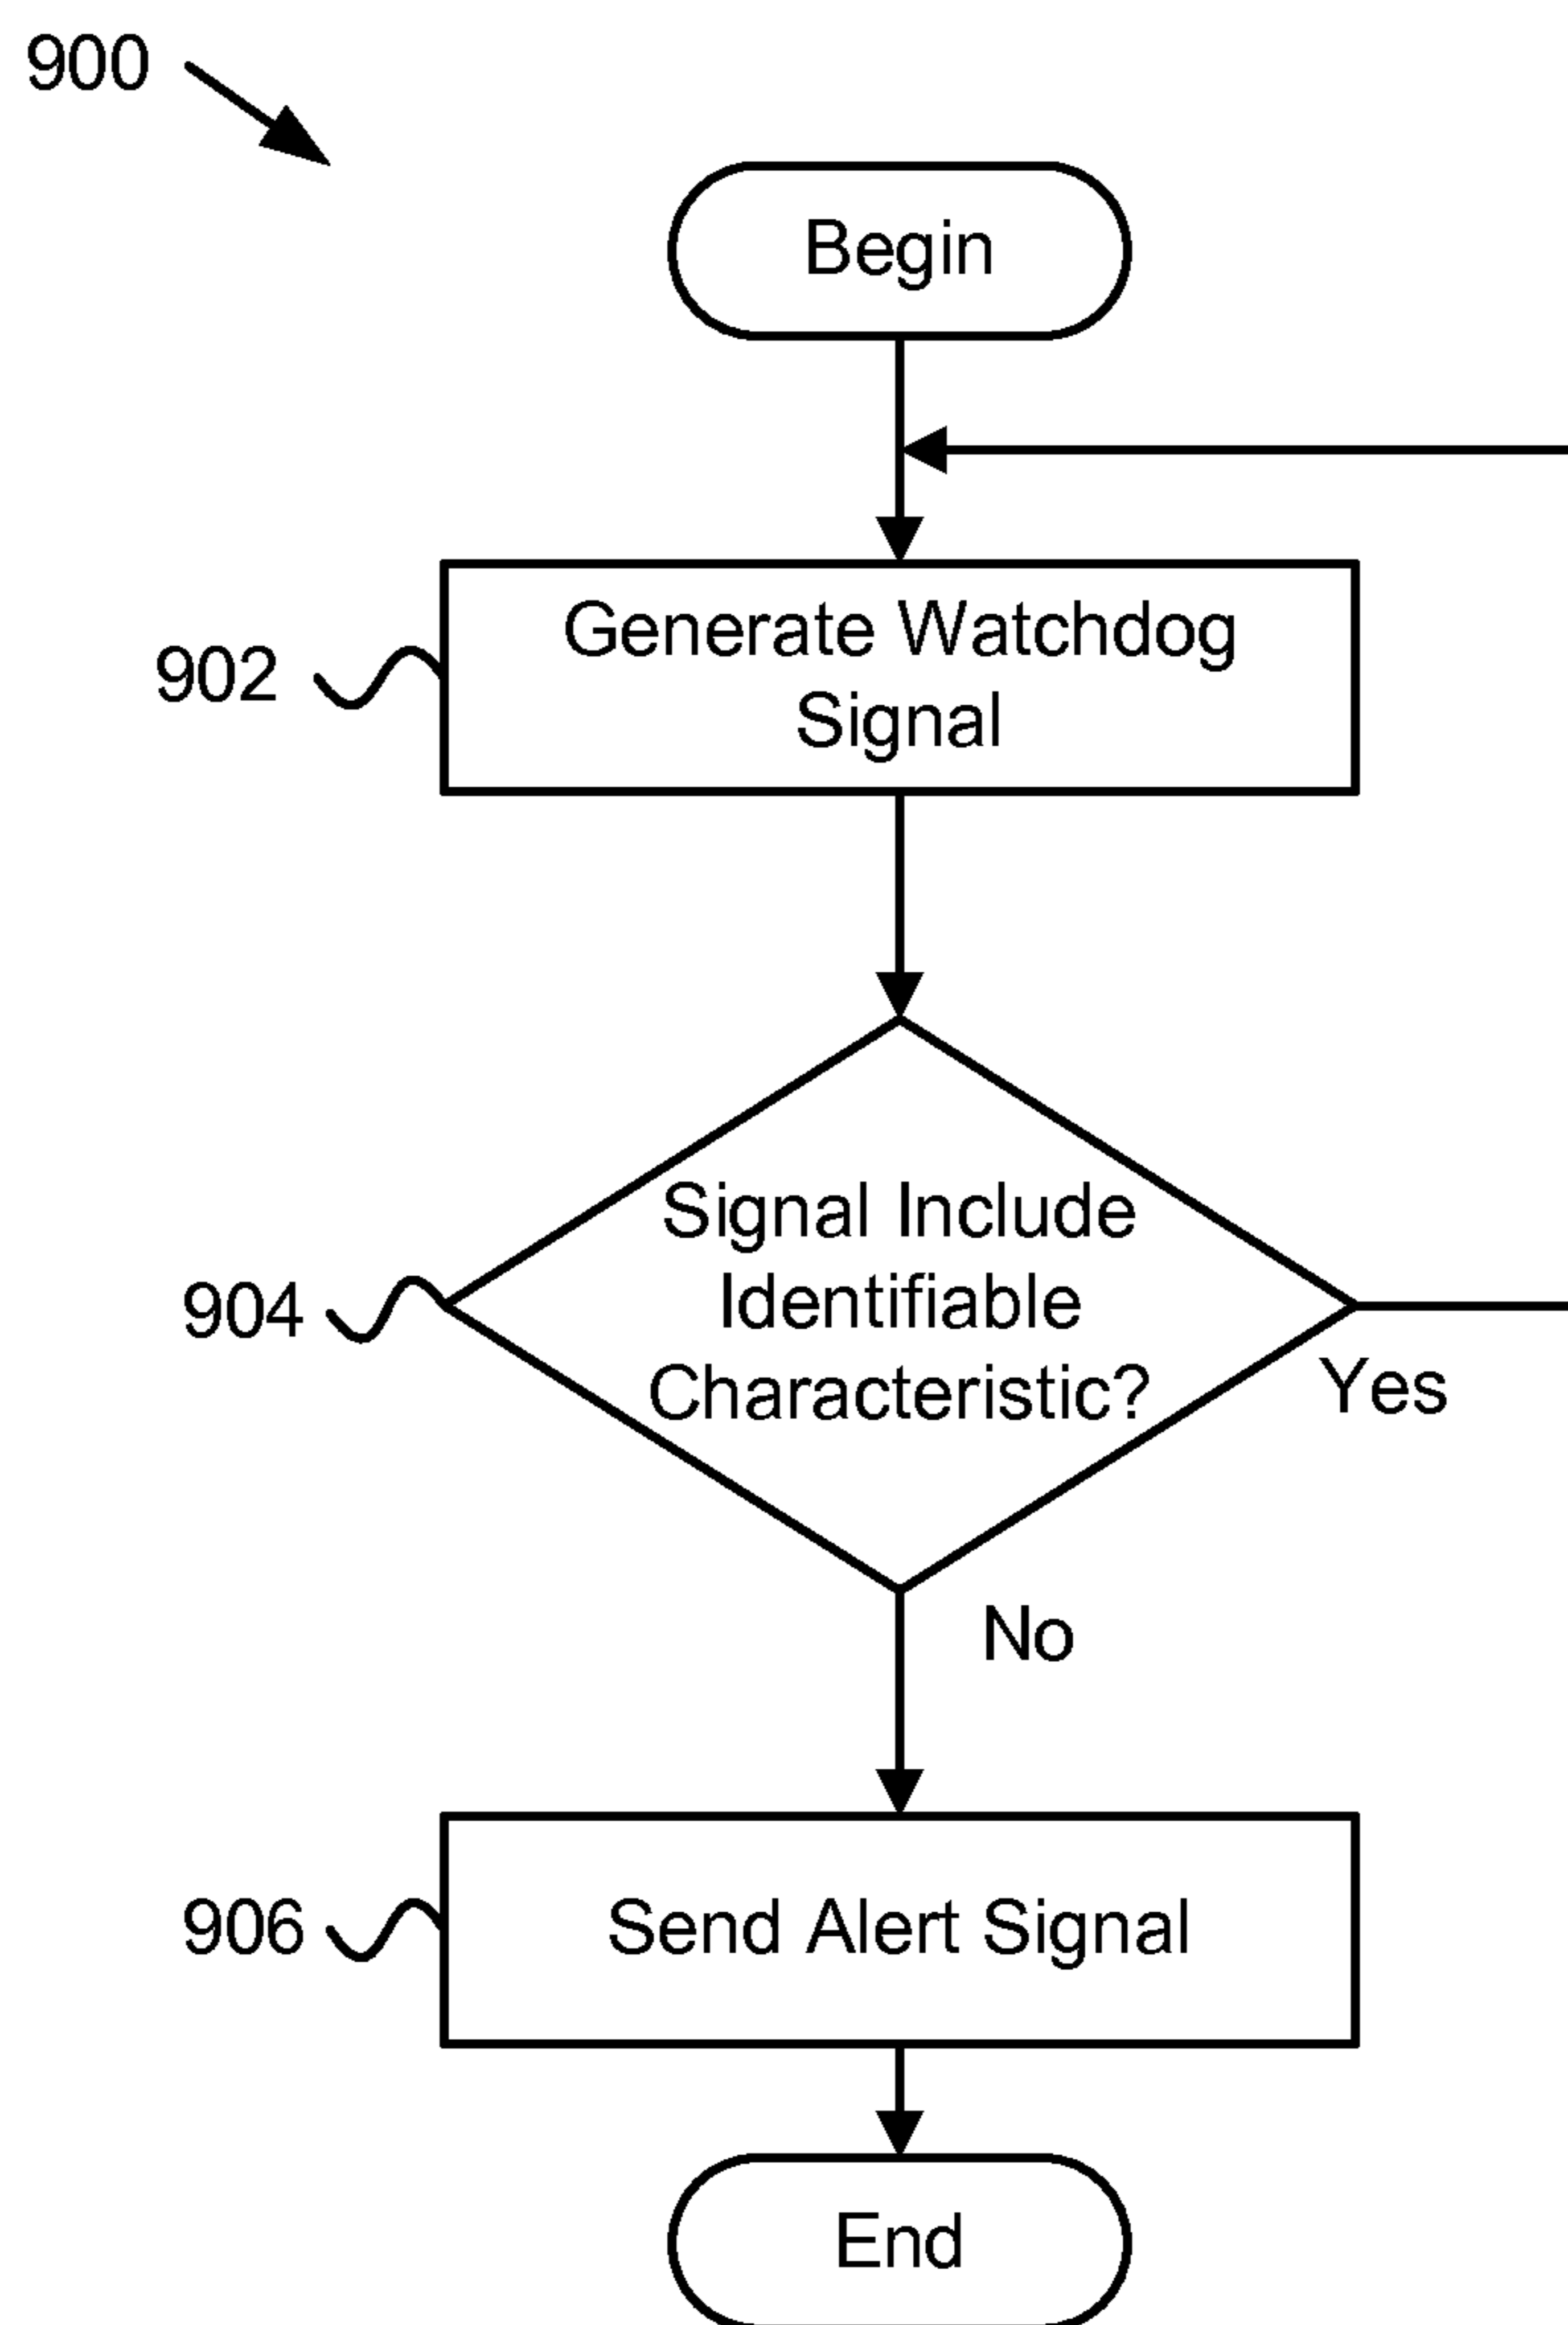 900
Begin
902
Generate Watchdog
Signal
904
Signal Include
Identifiable
Characteristic?
Yes
No
906
Send Alert Signal
End